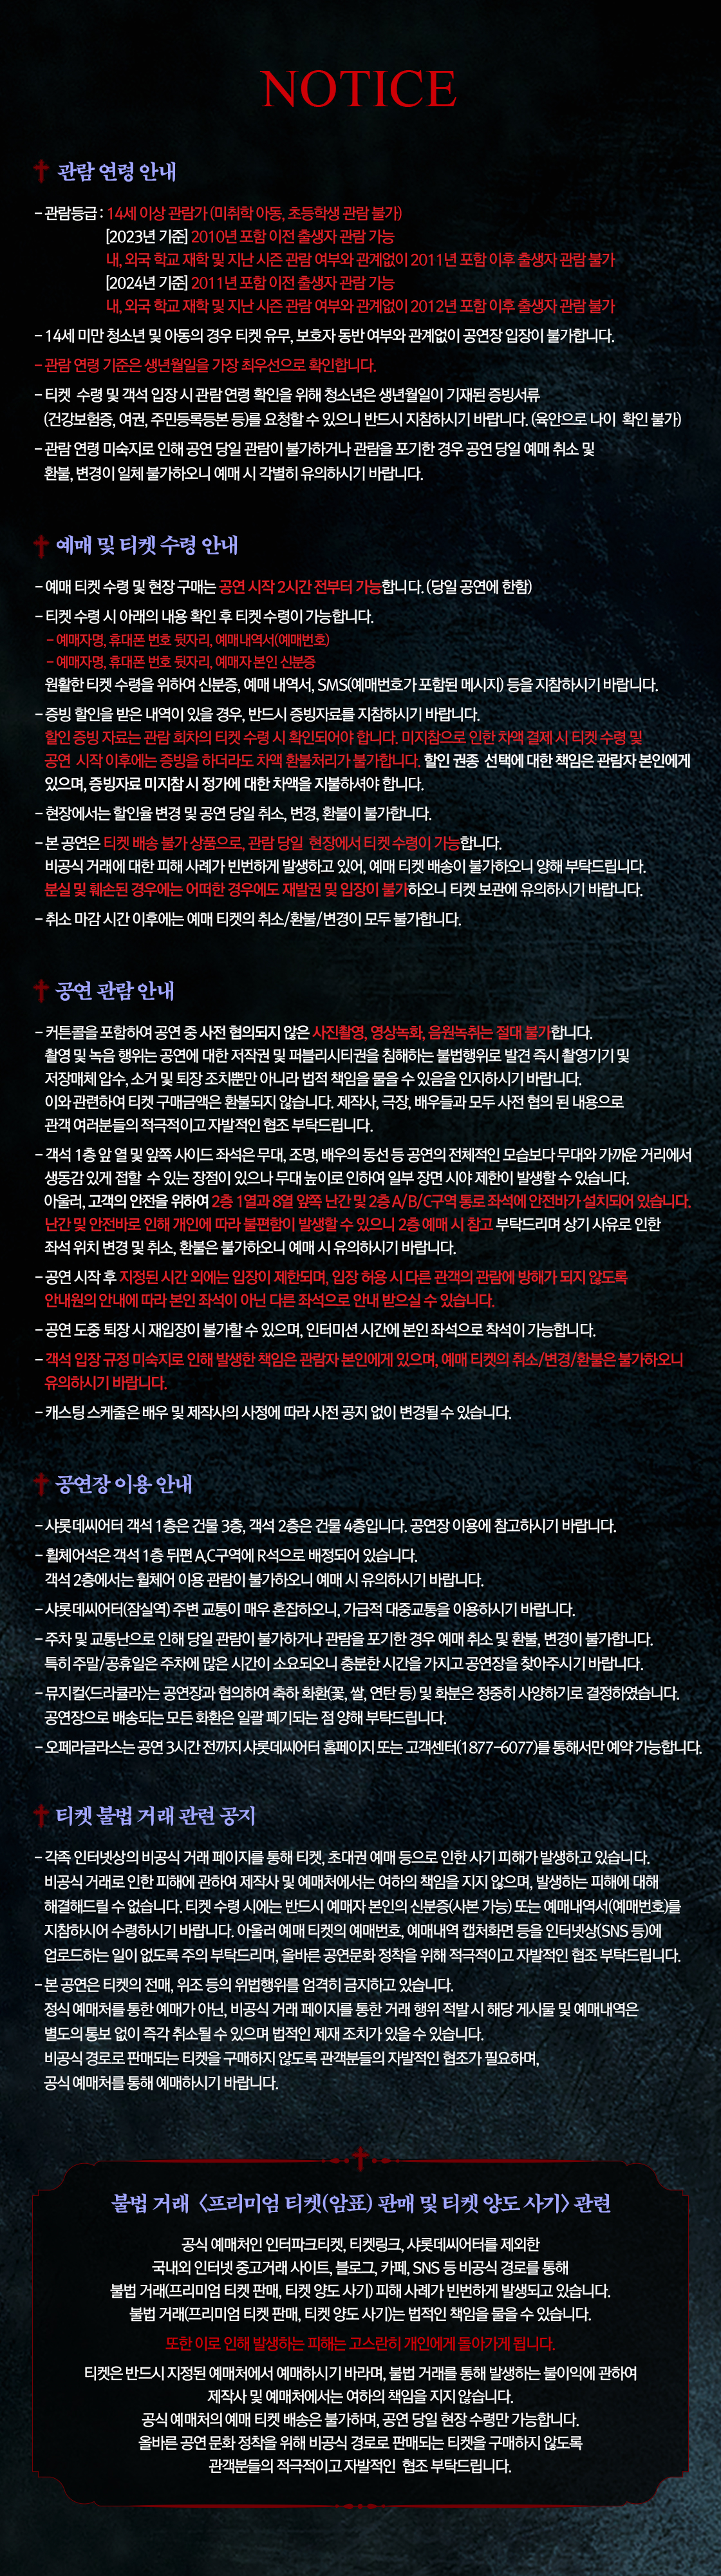 NOTICE
관람 연령 안내
- 관람등급 : 14세 이상 관람가 (미취학 아동, 초등학생 관람 불가)
[2023년 기준] 2010년 포함 이전 출생자 관람 가능
내, 외국 학교 재학 및 지난 시즌 관람 여부와 관계없이 2011년 포함 이후 출생자 관람 불가
[2024년 기준] 2011년 포함 이전 출생자 관람 가능
내, 외국 학교 재학 및 지난 시즌 관람 여부와 관계없이 2012년 포함 이후 출생자 관람 불가
- 14세 미만 청소년 및 아동의 경우 티켓 유무, 보호자 동반 여부와 관계없이 공연장 입장이 불가합니다.
- 관람 연령 기준은 생년월일을 가장 최우선으로 확인합니다.
- 티켓 수령 및 객석 입장 시 관람 연령 확인을 위해 청소년은 생년월일이 기재된 증빙서류
(건강보험증, 여권, 주민등록등본 등)를 요청할 수 있으니 반드시 지참하시기 바랍니다. (육안으로 나이 확인 불가)
- 관람 연령 미숙지로 인해 공연 당일 관람이 불가하거나 관람을 포기한 경우 공연 당일 예매 취소 및
환불, 변경이 일체 불가하오니 예매 시 각별히 유의하시기 바랍니다.
예매 및 티켓 수령 안내
- 예매 티켓 수령 및 현장 구매는 공연 시작 2시간 전부터 가능합니다. (당일 공연에 한함)
- 티켓 수령 시 아래의 내용 확인 후 티켓 수령이 가능합니다.
- 예매자명, 휴대폰 번호 뒷자리, 예매내역서(예매번호)
- 예매자명, 휴대폰 번호 뒷자리, 예매자 본인 신분증
원활한 티켓 수령을 위하여 신분증, 예매 내역서, SMS(예매번호가 포함된 메시지) 등을 지참하시기 바랍니다.
- 증빙 할인을 받은 내역이 있을 경우, 반드시 증빙자료를 지참하시기 바랍니다.
할인 증빙 자료는 관람 회차의 티켓 수령 시 확인되어야 합니다. 미지참으로 인한 차액 결제 시 티켓 수령 및
공연 시작 이후에는 증빙을 하더라도 차액 환불처리가 불가합니다. 할인 권종 선택에 대한 책임은 관람자 본인에게
있으며, 증빙자료 미지참 시 정가에 대한 차액을 지불하셔야 합니다.
- 현장에서는 할인율 변경 및 공연 당일 취소, 변경, 환불이 불가합니다.
- 본 공연은 티켓 배송 불가 상품으로, 관람 당일 현장에서 티켓 수령이 가능합니다.
비공식 거래에 대한 피해 사례가 빈번하게 발생하고 있어, 예매 티켓 배송이 불가하오니 양해 부탁드립니다.
분실 및 훼손된 경우에는 어떠한 경우에도 재발권 및 입장이 불가하오니 티켓 보관에 유의하시기 바랍니다.
- 취소 마감 시간 이후에는 예매 티켓의 취소/환불/변경이 모두 불가합니다.
공연 관람 안내
- 커튼콜을 포함하여 공연 중 사전 협의되지 않은 사진촬영, 영상녹화, 음원녹취는 절대 불가합니다.
촬영 및 녹음 행위는 공연에 대한 저작권 및 퍼블리시티권을 침해하는 불법행위로 발견 즉시 촬영기기 및
저장매체 압수, 소거 및 퇴장 조치뿐만 아니라 법적 책임을 물을 수 있음을 인지하시기 바랍니다.
이와 관련하여 티켓 구매금액은 환불되지 않습니다. 제작사, 극장, 배우들과 모두 사전 협의 된 내용으로
관객 여러분들의 적극적이고 자발적인 협조 부탁드립니다.
- 객석 1층 앞 열 및 앞쪽 사이드 좌석은 무대, 조명, 배우의 동선 등 공연의 전체적인 모습보다 무대와 가까운 거리에서
생동감 있게 접할 수 있는 장점이 있으나 무대 높이로 인하여 일부 장면 시야 제한이 발생할 수 있습니다.
아울러, 고객의 안전을 위하여 2층 1열과 8열 앞쪽 난간 및 2층 A/B/C구역 통로 좌석에 안전바가 설치되어 있습니다.
난간 및 안전바로 인해 개인에 따라 불편함이 발생할 수 있으니 2층 예매 시 참고 부탁드리며 상기 사유로 인한
좌석 위치 변경 및 취소, 환불은 불가하오니 예매 시 유의하시기 바랍니다.
- 공연 시작 후 지정된 시간 외에는 입장이 제한되며, 입장 허용 시 다른 관객의 관람에 방해가 되지 않도록
안내원의 안내에 따라 본인 좌석이 아닌 다른 좌석으로 안내 받으실 수 있습니다.
- 공연 도중 퇴장 시 재입장이 불가할 수 있으며, 인터미션 시간에 본인 좌석으로 착석이 가능합니다.
- 객석 입장 규정 미숙지로 인해 발생한 책임은 관람자 본인에게 있으며, 예매 티켓의 취소/변경/환불은 불가하오니
유의하시기 바랍니다.
- 캐스팅 스케줄은 배우 및 제작사의 사정에 따라 사전 공지 없이 변경될 수 있습니다.
공연장 이용 안내
- 샤롯데씨어터 객석 1층은 건물 3층, 객석 2층은 건물 4층입니다. 공연장 이용에 참고하시기 바랍니다.
- 휠체어석은 객석 1층 뒤편 A,C구역에 R석으로 배정되어 있습니다.
객석 2층에서는 휠체어 이용 관람이 불가하오니 예매 시 유의하시기 바랍니다.
- 샤롯데씨어터(잠실역) 주변 교통이 매우 혼잡하오니, 가급적 대중교통을 이용하시기 바랍니다.
- 주차 및 교통난으로 인해 당일 관람이 불가하거나 관람을 포기한 경우 예매 취소 및 환불, 변경이 불가합니다.
특히 주말/공휴일은 주차에 많은 시간이 소요되오니 충분한 시간을 가지고 공연장을 찾아주시기 바랍니다.
- 뮤지컬<드라큘라>는 공연장과 협의하여 축하 화환(꽃, 쌀, 연탄 등) 및 화분은 정중히 사양하기로 결정하였습니다.
공연장으로 배송되는 모든 화환은 일괄 폐기되는 점 양해 부탁드립니다.
- 오페라글라스는 공연 3시간 전까지 샤롯데씨어터 홈페이지 또는 고객센터(1877-6077)를 통해서만 예약 가능합니다.
티켓 불법 거래 관련 공지
- 각족 인터넷상의 비공식 거래 페이지를 통해 티켓, 초대권 예매 등으로 인한 사기 피해가 발생하고 있습니다.
비공식 거래로 인한 피해에 관하여 제작사 및 예매처에서는 여하의 책임을 지지 않으며, 발생하는 피해에 대해
해결해드릴 수 없습니다. 티켓 수령 시에는 반드시 예매자 본인의 신분증(사본 가능) 또는 예매내역서(예매번호)를
지참하시어 수령하시기 바랍니다. 아울러 예매 티켓의 예매번호, 예매내역 캡처화면 등을 인터넷상(SNS 등)에
업로드하는 일이 없도록 주의 부탁드리며, 올바른 공연문화 정착을 위해 적극적이고 자발적인 협조 부탁드립니다.
- 본 공연은 티켓의 전매, 위조 등의 위법행위를 엄격히 금지하고 있습니다.
정식 예매처를 통한 예매가 아닌, 비공식 거래 페이지를 통한 거래 행위 적발 시 해당 게시물 및 예매내역은
별도의 통보 없이 즉각 취소될 수 있으며 법적인 제재 조치가 있을 수 있습니다.
비공식 경로로 판매되는 티켓을 구매하지 않도록 관객분들의 자발적인 협조가 필요하며,
공식 예매처를 통해 예매하시기 바랍니다.
불법 거래 <프리미엄 티켓(암표) 판매 및 티켓 양도 사기> 관련
공식 예매처인 인터파크티켓, 티켓링크, 샤롯데씨어터를 제외한
국내외 인터넷 중고거래 사이트, 블로그, 카페, SNS 등 비공식 경로를 통해
불법 거래(프리미엄 티켓 판매, 티켓 양도 사기) 피해 사례가 빈번하게 발생되고 있습니다.
불법 거래(프리미엄 티켓 판매, 티켓 양도 사기)는 법적인 책임을 물을 수 있습니다.
또한 이로 인해 발생하는 피해는 고스란히 개인에게 돌아가게 됩니다.
티켓은 반드시 지정된 예매처에서 예매하시기 바라며, 불법 거래를 통해 발생하는 불이익에 관하여
제작사 및 예매처에서는 여하의 책임을 지지 않습니다.
공식 예매처의 예매 티켓 배송은 불가하며, 공연 당일 현장 수령만 가능합니다.
올바른 공연 문화 정착을 위해 비공식 경로로 판매되는 티켓을 구매하지 않도록
관객분들의 적극적이고 자발적인 협조 부탁드립니다.